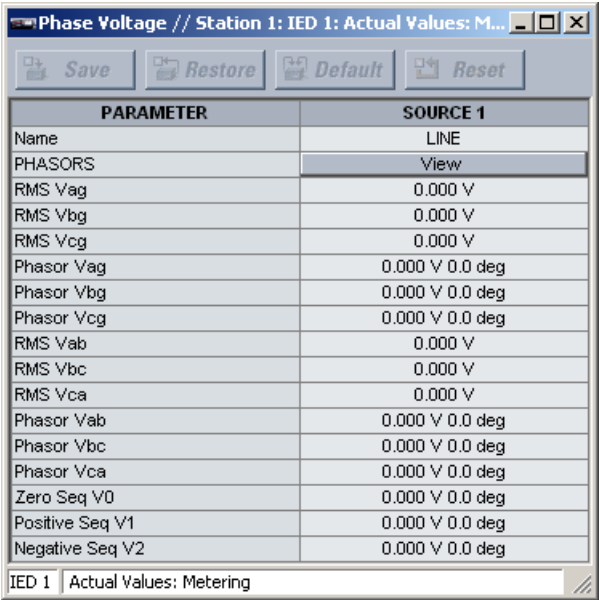 Phase Voltage // Station 1: IED 1: Actual Values: M...
Save Restore Default Reset
PARAMETER SOURCE 1
Name LINE
PHASORS View
RMS Vag 0.000 V
RMS Vbg 0.000 V
RMS Vcg 0.000 V
Phasor Vag 0.000 V 0.0 deg
Phasor Vbg 0.000 V 0.0 deg
Phasor Vcg 0.000 V 0.0 deg
RMS Vab 0.000 V
RMS Vbc 0.000 V
RMS Vca 0.000 V
Phasor Vab 0.000 V 0.0 deg
Phasor Vbc 0.000 V 0.0 deg
Phasor Vca 0.000 V 0.0 deg
Zero Seq V0 0.000 V 0.0 deg
Positive Seq V1 0.000 V 0.0 deg
Negative Seq V2 0.000 V 0.0 deg
IED 1 Actual Values: Metering